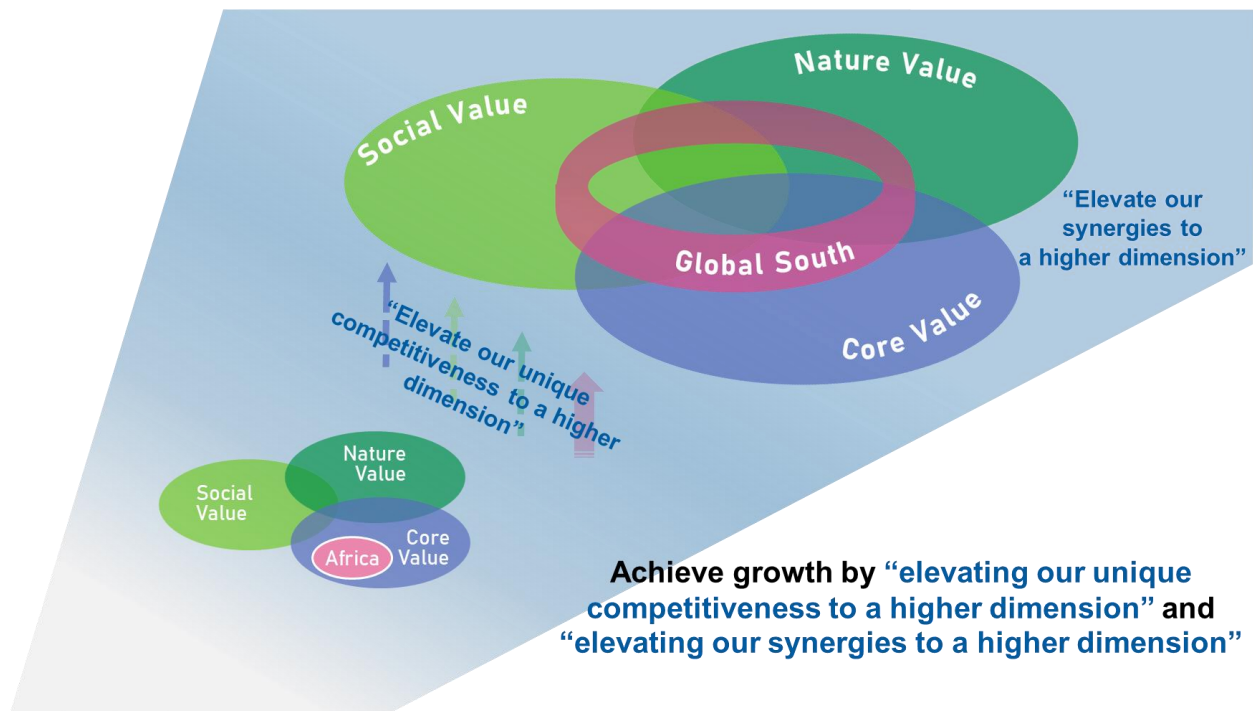 Nature Value
Social Value
Global South
Core Value
“Elevate our
synergies to
a higher dimension”
“Elevate our unique
competitiveness to a higher
dimension”
Nature
Value
Social
Value
Core
Value
Africa
Achieve growth by “elevating our unique
competitiveness to a higher dimension” and
“elevating our synergies to a higher dimension”